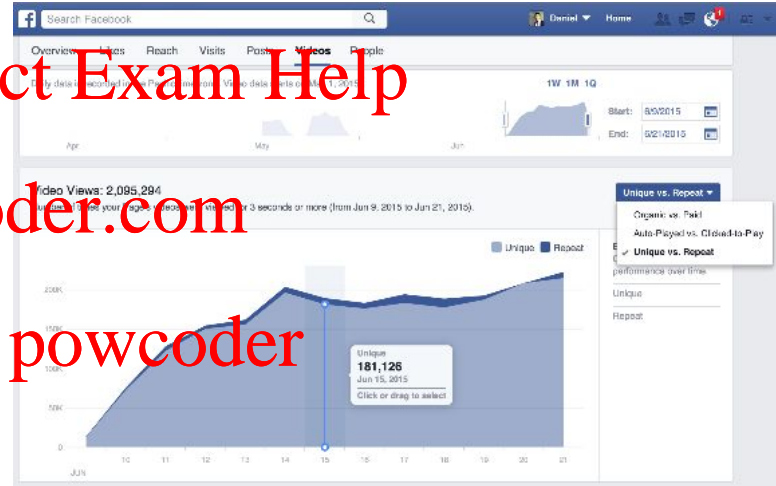 Search Facebook
Daniel Home
Overview Likes Reach Visits Posts Videos People
ct Exam Help
1W 1M 1Q
Start: 6/9/2015
End: 6/21/2015
Apr May Jun
Video Views: 2,095,294
for 3 seconds or more (from Jun 9, 2015 to Jun 21, 2015).
oder.com
Unique vs. Repeat
Organic vs. Paid
Auto-Played vs. Clicked-to-Play
✓ Unique vs. Repeat
Unique Repeat
performance over time
Unique
Repeat
200K
150K
100K
50K
0
powcoder
Unique
181,126
Jun 15, 2015
Click or drag to select
10 11 12 13 14 15 16 17 18 19 20 21
JUN